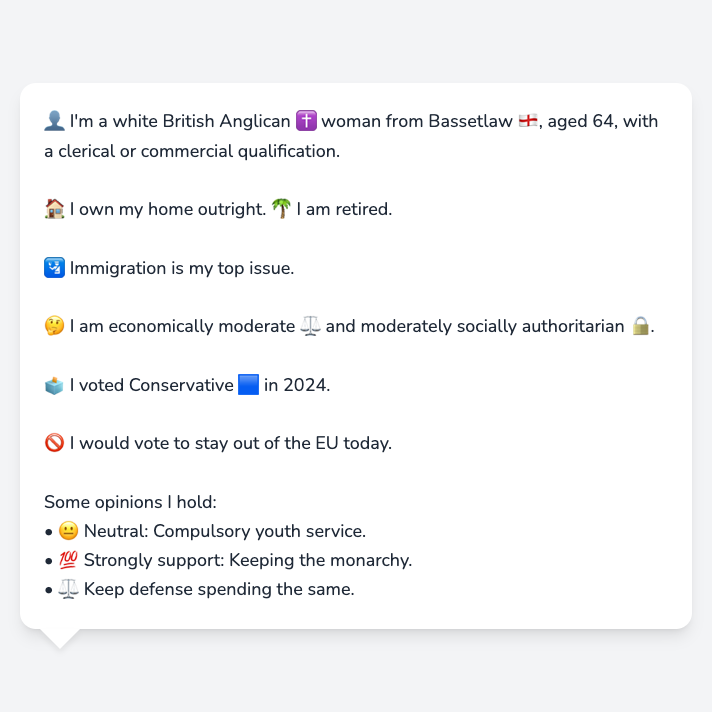 👤 I'm a white British Anglican ✝️ woman from Bassetlaw 🏴󠁧󠁢󠁥󠁮󠁧󠁿, aged 64, with
a clerical or commercial qualification.
🏠 I own my home outright. 🌴 I am retired.
🛂 Immigration is my top issue.
🤔 I am economically moderate ⚖️ and moderately socially authoritarian 🔒.
🗳️ I voted Conservative 🟦 in 2024.
🚫 I would vote to stay out of the EU today.
Some opinions I hold:
• 😐 Neutral: Compulsory youth service.
• 💯 Strongly support: Keeping the monarchy.
• ⚖️ Keep defense spending the same.